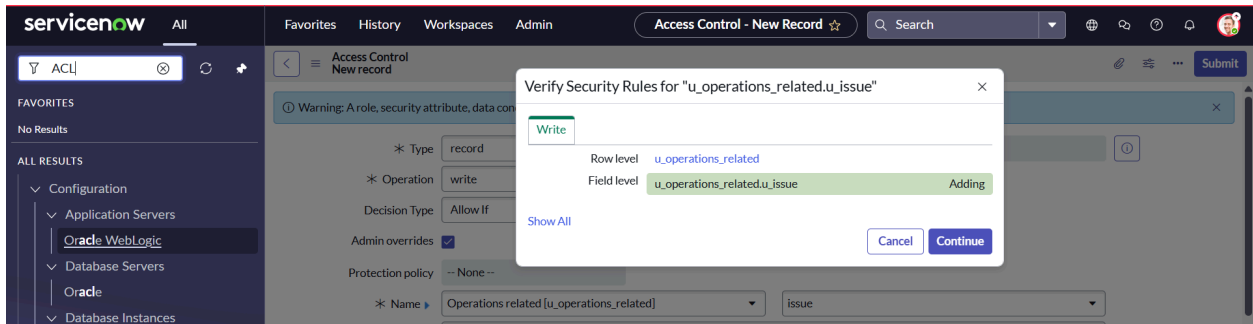 servicenow All Favorites History Workspaces Admin Access Control - New Record ☆ Search
ACL
FAVORITES
No Results
ALL RESULTS
Configuration
Application Servers
Oracle WebLogic
Database Servers
Oracle
Database Instances
Access Control
New record
Submit
Warning: A role, security attribute, data con
Type record
Operation write
Decision Type Allow If
Admin overrides
Protection policy -- None --
Name Operations related [u_operations_related] issue
Verify Security Rules for "u_operations_related.u_issue"
Write
Row level u_operations_related
Field level u_operations_related.u_issue Adding
Show All
Cancel Continue